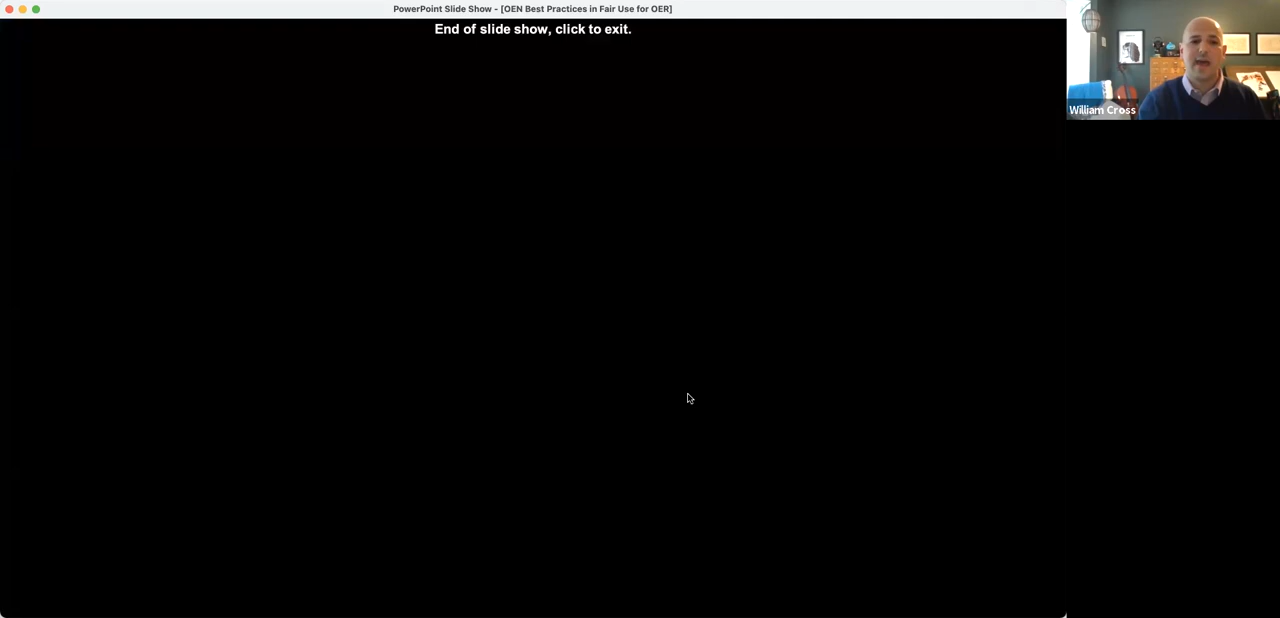 PowerPoint Slide Show - [OEN Best Practices in Fair Use for OER]
End of slide show, click to exit.
William Cross